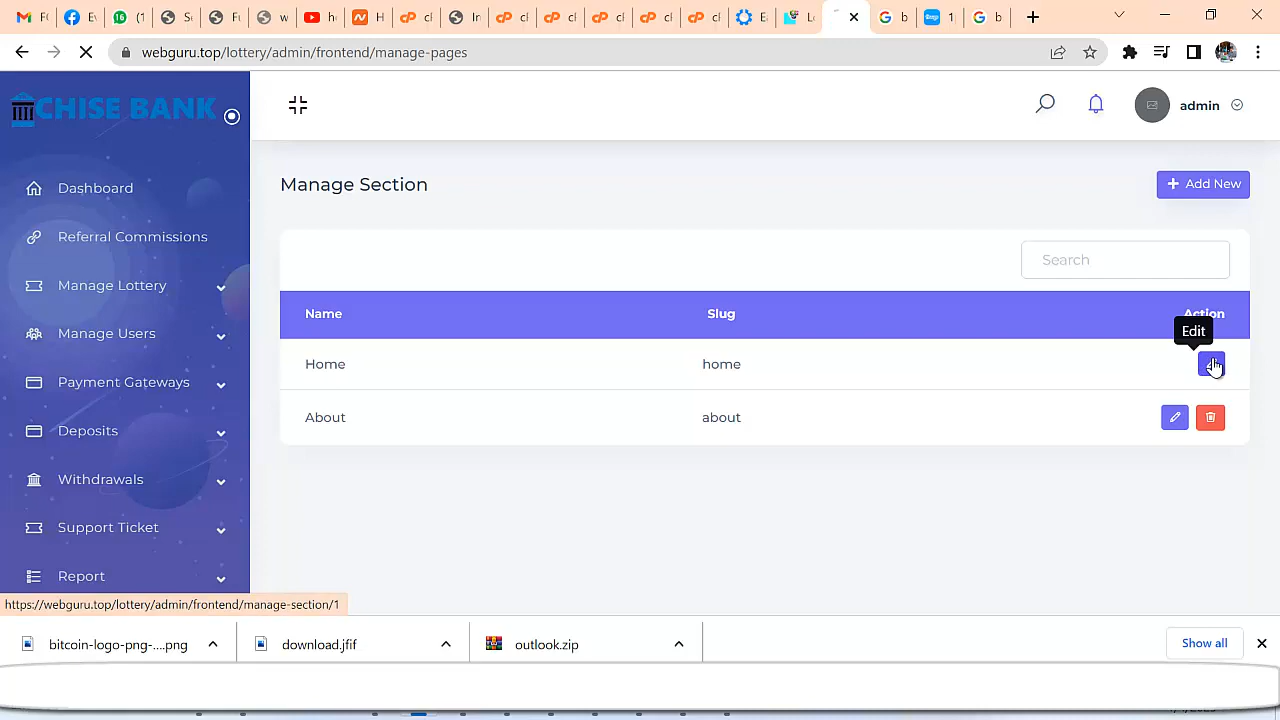 webguru.top/lottery/admin/frontend/manage-pages
CHISE BANK
admin
Dashboard
Referral Commissions
Manage Lottery
Manage Users
Payment Gateways
Deposits
Withdrawals
Support Ticket
Report
Manage Section
Add New
Search
Name Slug Action
Edit
Home home
About about
https://webguru.top/lottery/admin/frontend/manage-section/1
bitcoin-logo-png-....png
download.jfif
outlook.zip
Show all